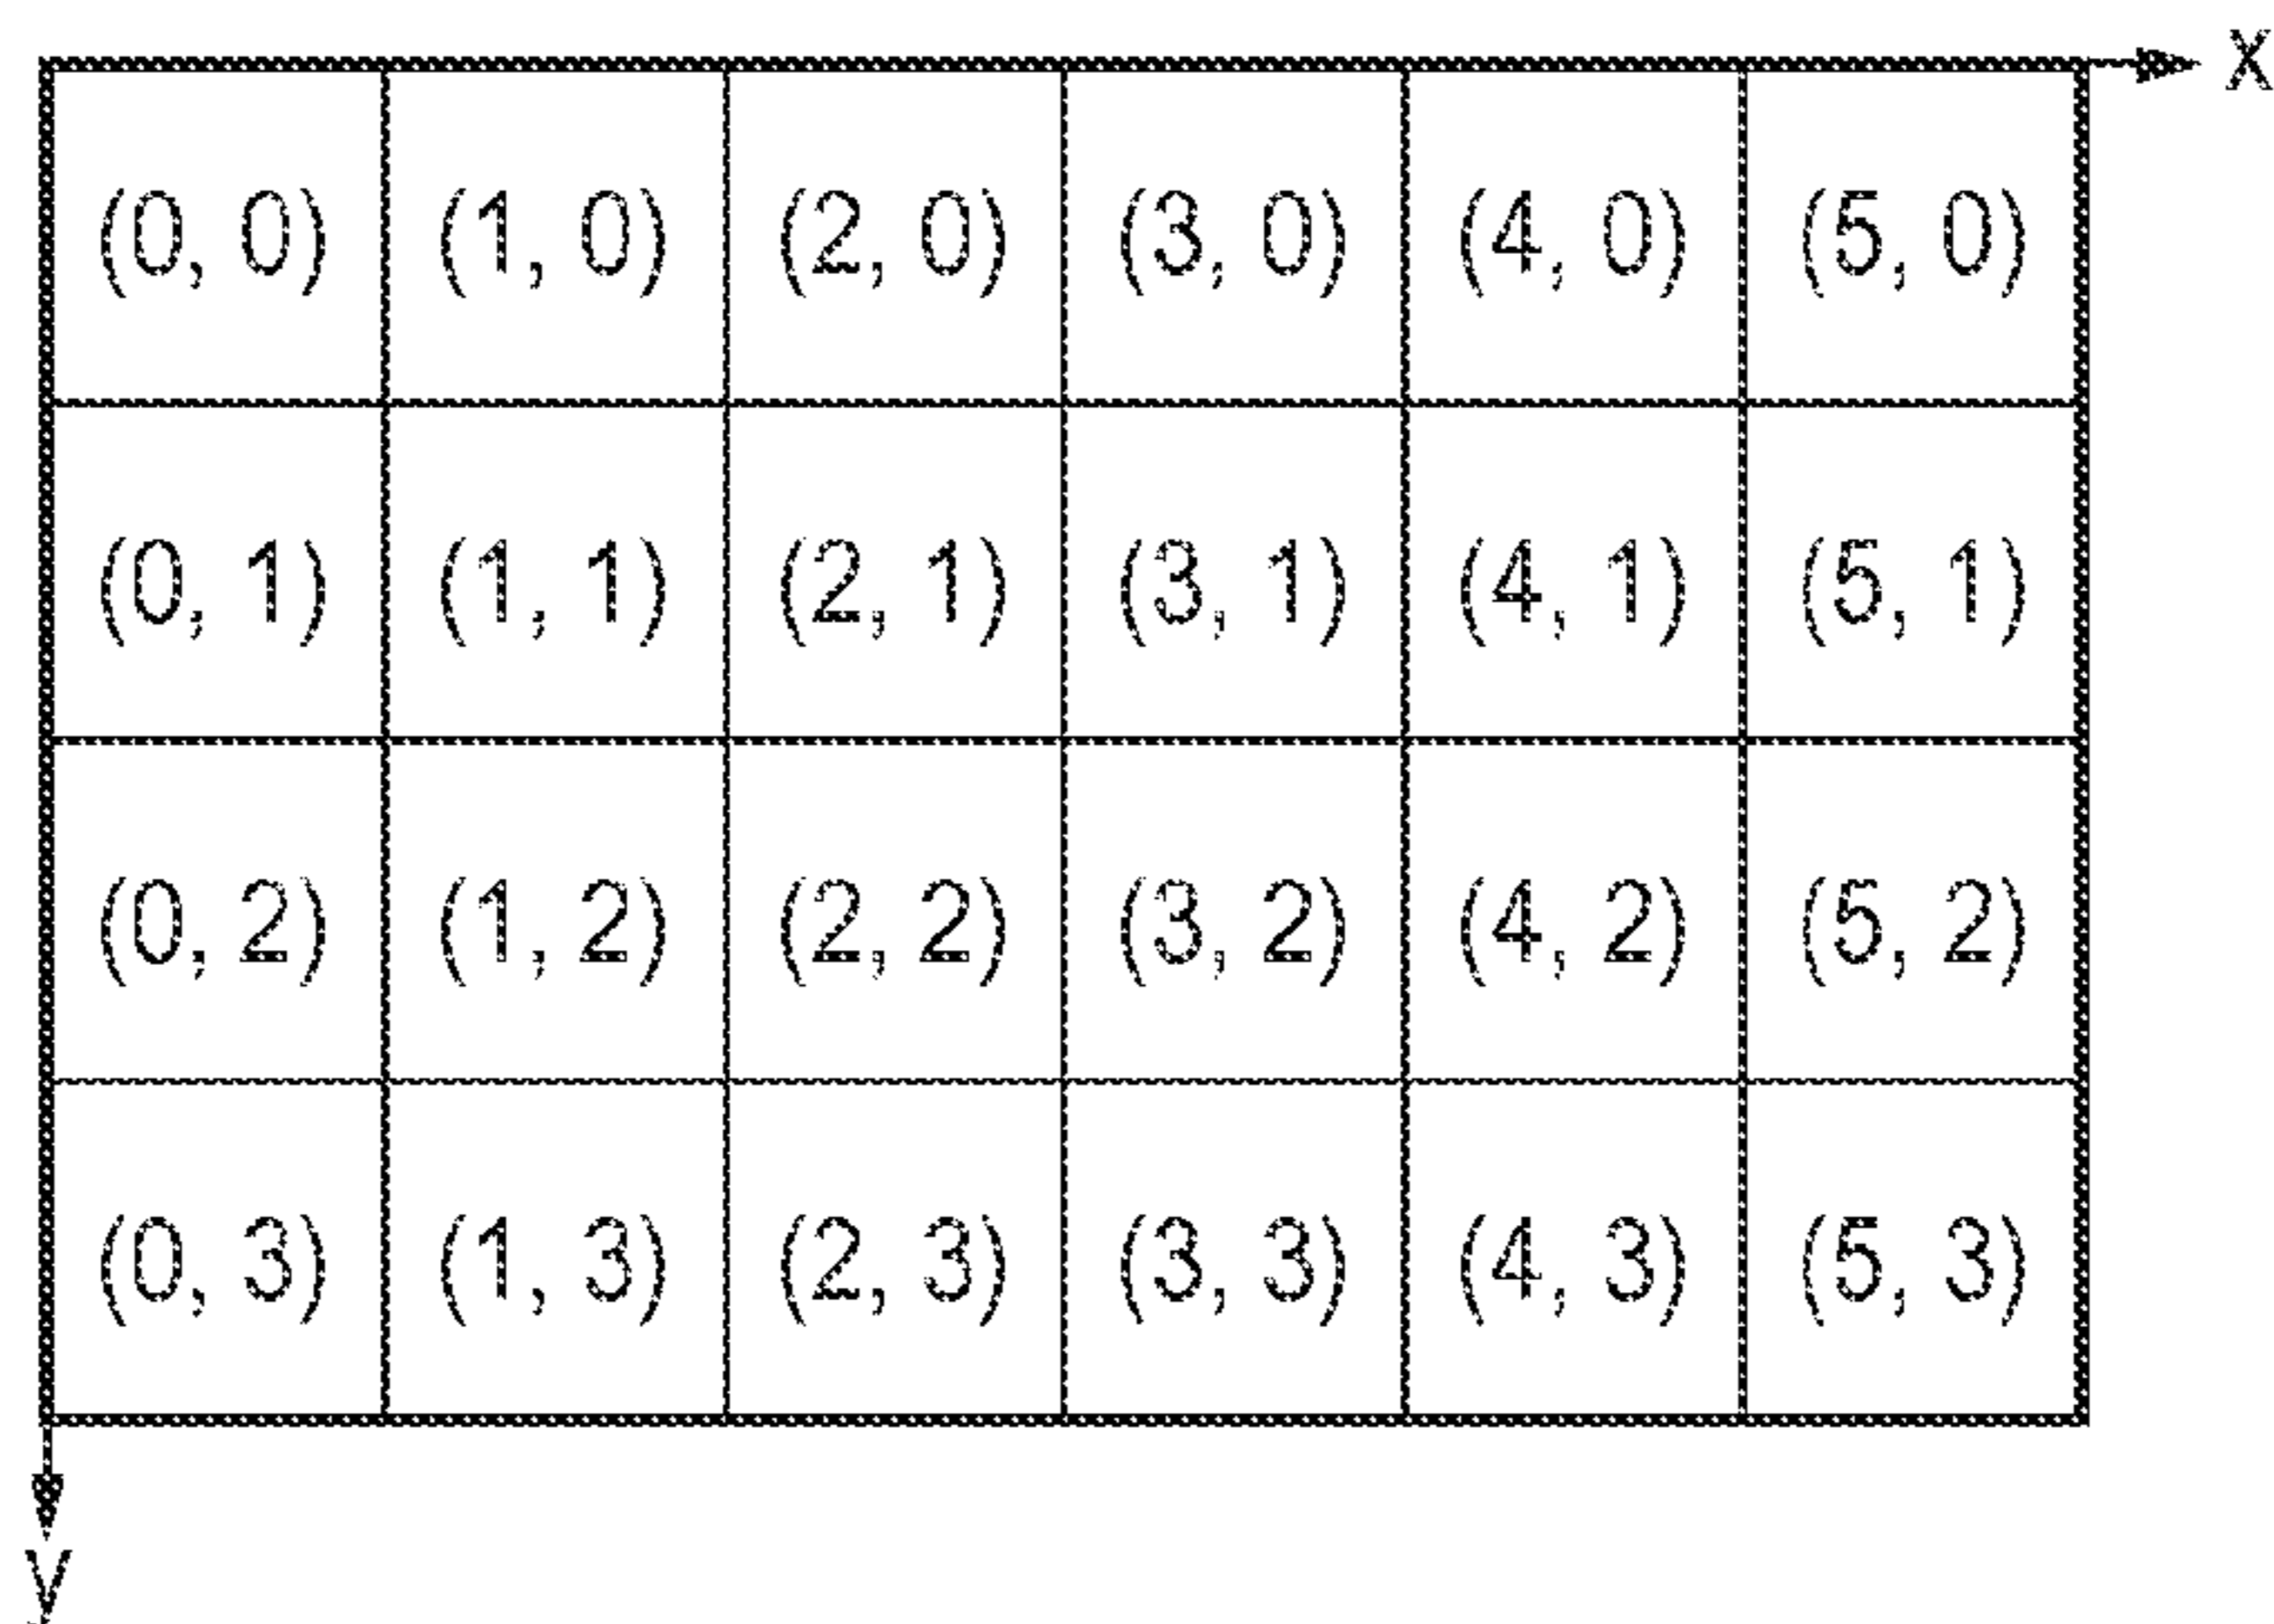 X
(0, 0) (1, 0) (2, 0) (3, 0) (4, 0) (5, 0)
(0, 1) (1, 1) (2, 1) (3, 1) (4, 1) (5, 1)
(0, 2) (1, 2) (2, 2) (3, 2) (4, 2) (5, 2)
(0, 3) (1, 3) (2, 3) (3, 3) (4, 3) (5, 3)
y